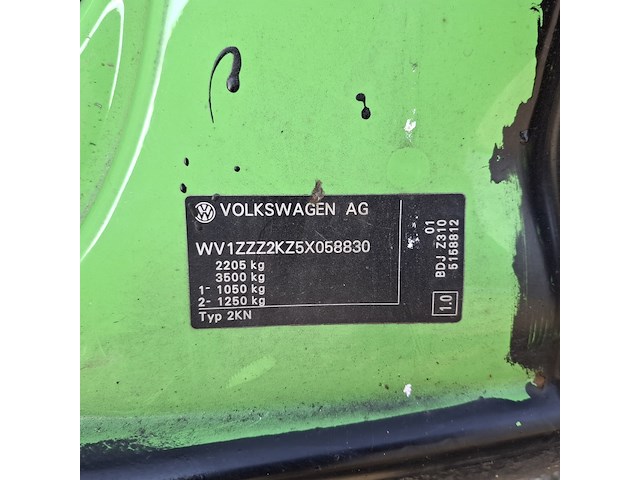 VOLKSWAGEN AG
WV1ZZZ2KZ5X058830
2205 kg
3500 kg
1- 1050 kg
2- 1250 kg
Typ 2KN
01
BDJ Z310
5158812
1.0